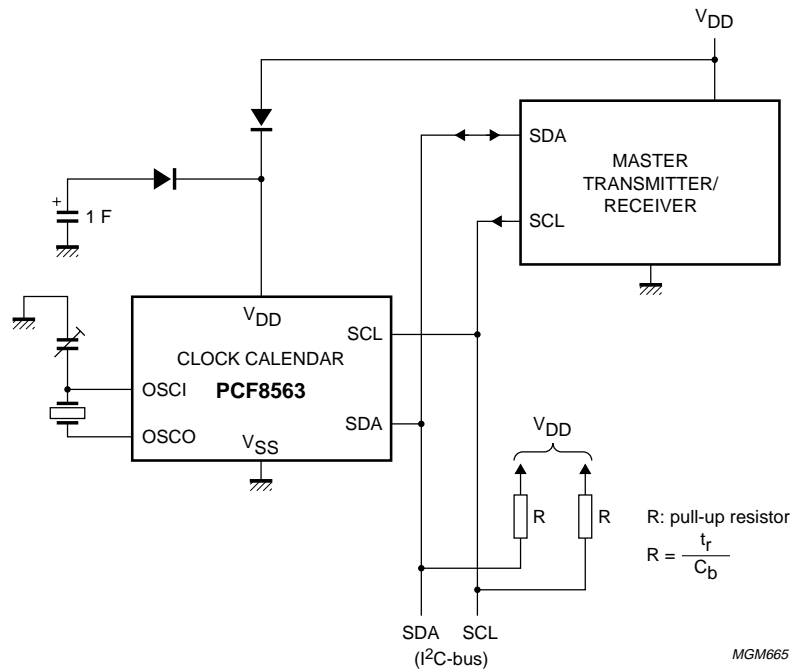 VDD
SDA
MASTER
TRANSMITTER/
RECEIVER
SCL
+
1 F
VDD
SCL
CLOCK CALENDAR
PCF8563
OSCI
SDA
OSCO
VSS
VDD
R
R
R: pull-up resistor
R = tr
Cb
SDA SCL
(I²C-bus)
MGM665